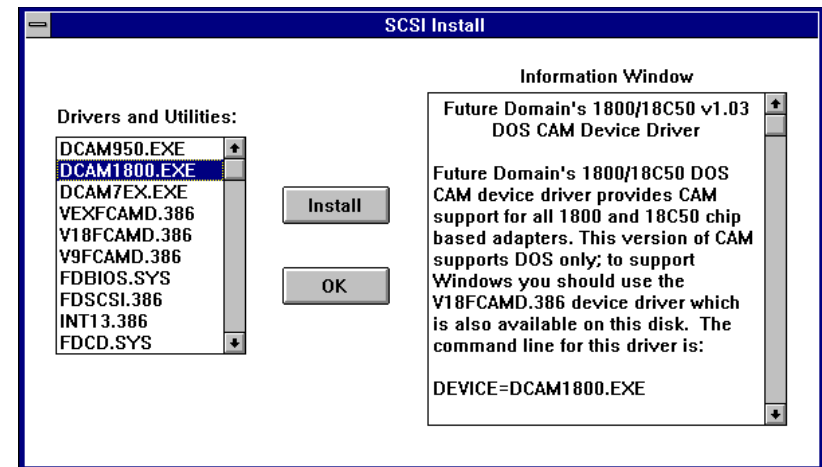 SCSI Install
Drivers and Utilities:
DCAM950.EXE
DCAM1800.EXE
DCAM7EX.EXE
VEXFCAMD.386
V18FCAMD.386
V9FCAMD.386
FDBIOS.SYS
FDSCSI.386
INT13.386
FDCD.SYS
Install
OK
Information Window
Future Domain's 1800/18C50 v1.03
DOS CAM Device Driver
Future Domain's 1800/18C50 DOS
CAM device driver provides CAM
support for all 1800 and 18C50 chip
based adapters. This version of CAM
supports DOS only; to support
Windows you should use the
V18FCAMD.386 device driver which
is also available on this disk.  The
command line for this driver is:
DEVICE=DCAM1800.EXE